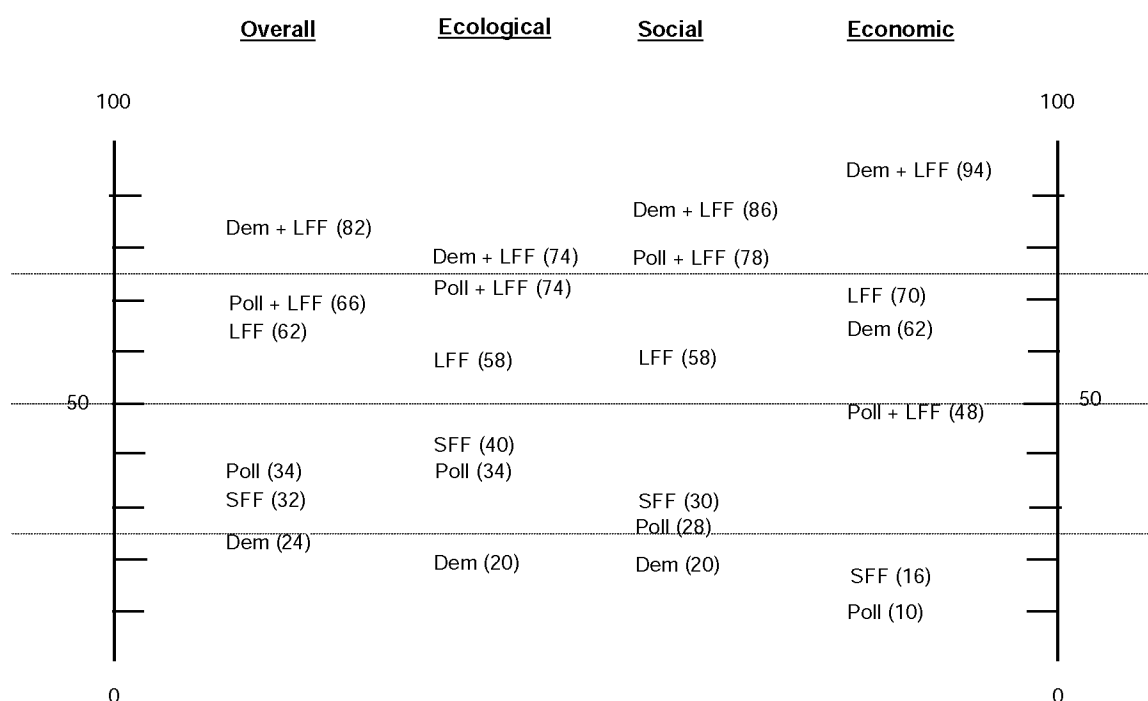 Overall Ecological Social Economic
100 100
Dem + LFF (94)
Dem + LFF (86)
Dem + LFF (82)
Dem + LFF (74) Poll + LFF (78)
Poll + LFF (74)
LFF (70)
Poll + LFF (66)
LFF (62) Dem (62)
LFF (58) LFF (58)
50 50
Poll + LFF (48)
SFF (40)
Poll (34) Poll (34)
SFF (32) SFF (30)
Poll (28)
Dem (24)
Dem (20) Dem (20)
SFF (16)
Poll (10)
0 0